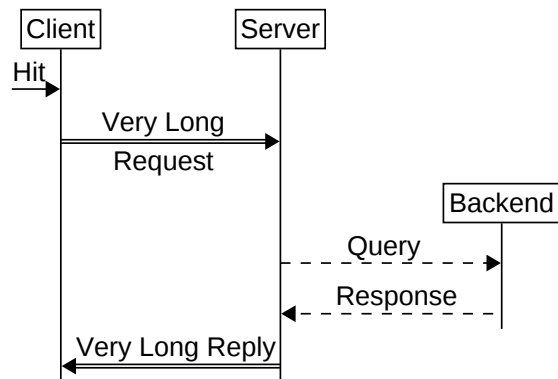 Client
Server
Hit
Very Long
Request
Backend
Query
Response
Very Long Reply